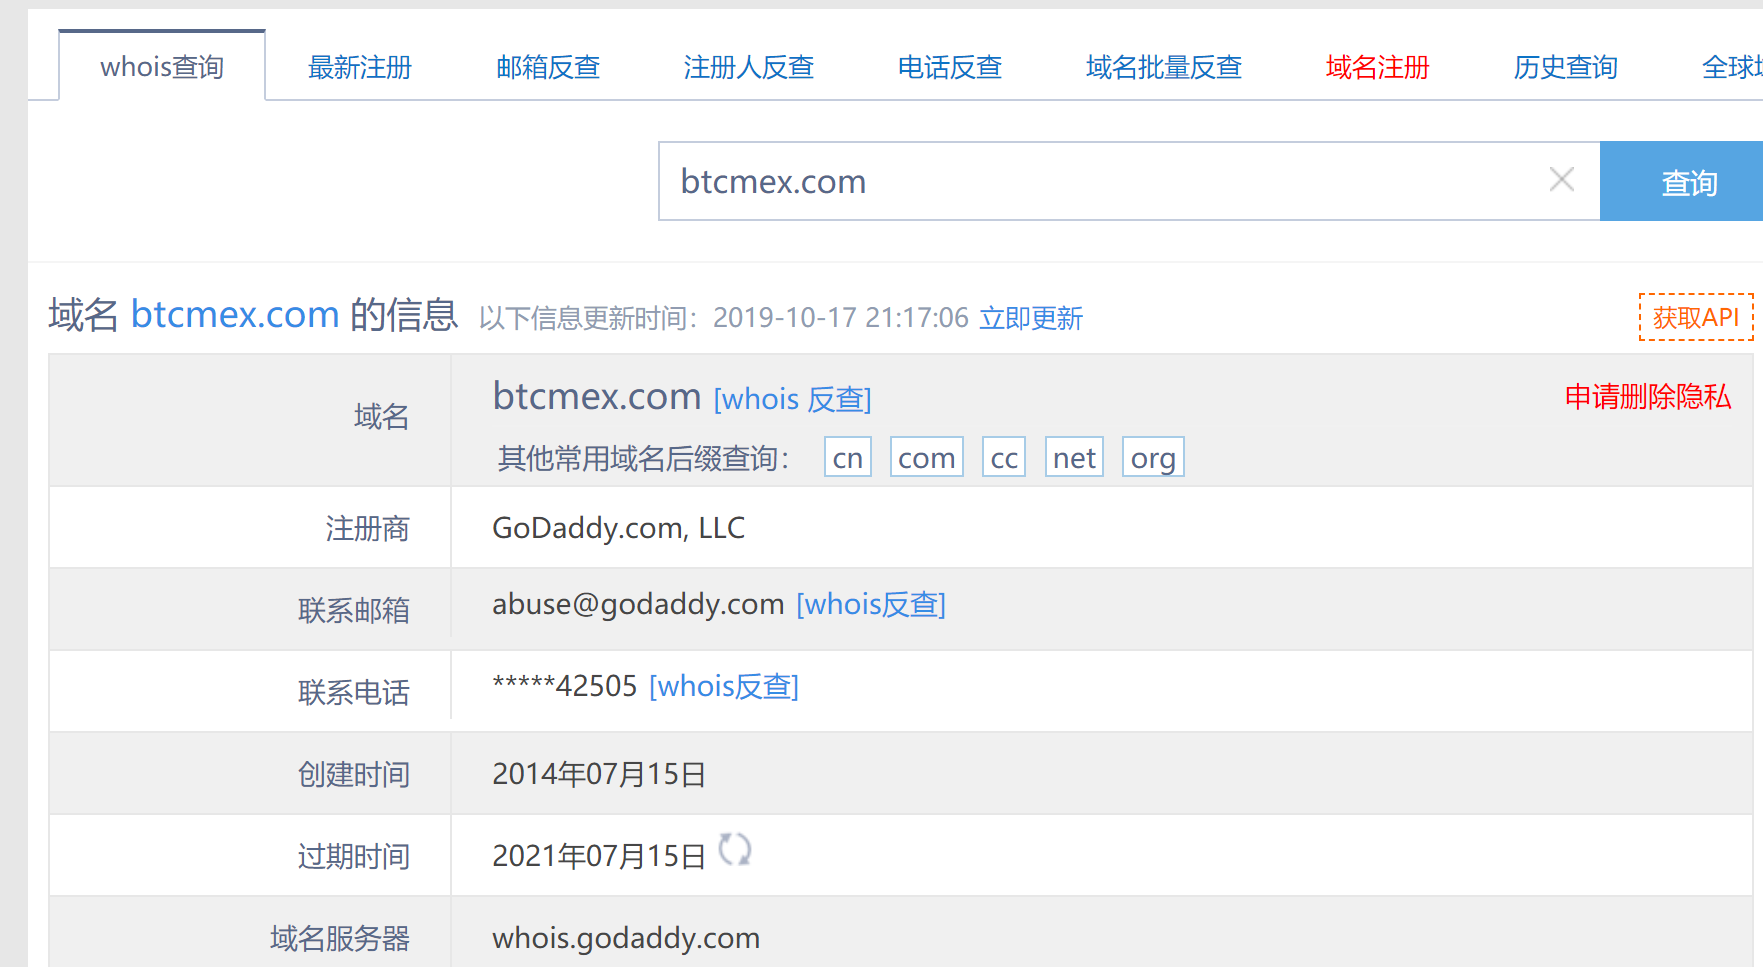 whois查询 最新注册 邮箱反查 注册人反查 电话反查 域名批量反查 域名注册 历史查询 全球
btcmex.com 查询
域名 btcmex.com 的信息 以下信息更新时间：2019-10-17 21:17:06 立即更新 获取API
域名 btcmex.com [whois 反查] 申请删除隐私
其他常用域名后缀查询： cn com cc net org
注册商 GoDaddy.com, LLC
联系邮箱 abuse@godaddy.com [whois反查]
联系电话 *****42505 [whois反查]
创建时间 2014年07月15日
过期时间 2021年07月15日
域名服务器 whois.godaddy.com